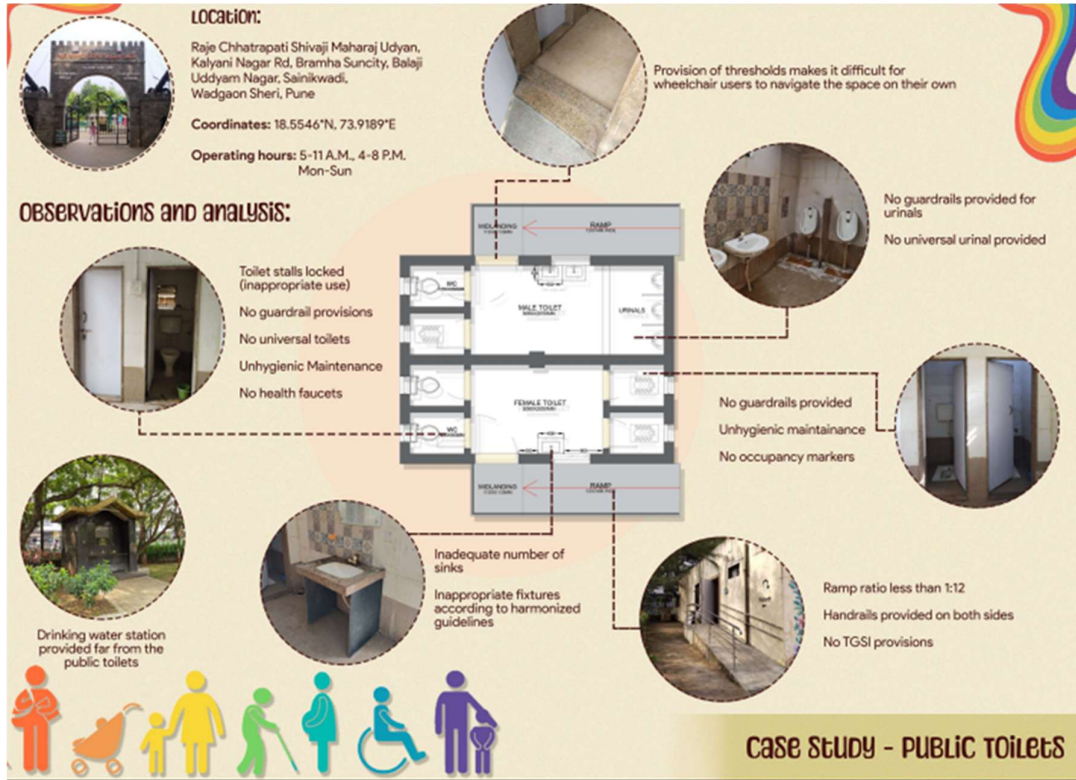 LOCATION:
Raje Chhatrapati Shivaji Maharaj Udyan,
Kalyani Nagar Rd, Bramha Suncity, Balaji
Uddyam Nagar, Sainikwadi,
Wadgaon Sheri, Pune
Coordinates: 18.5546°N, 73.9189°E
Operating hours: 5-11 A.M., 4-8 P.M.
Mon-Sun
Provision of thresholds makes it difficult for
wheelchair users to navigate the space on their own
OBSERVATIONS AND ANALYSIS:
No guardrails provided for
urinals
No universal urinal provided
Toilet stalls locked
(inappropriate use)
No guardrail provisions
No universal toilets
Unhygienic Maintenance
No health faucets
MIDLANDING
RAMP
WC
MALE TOILET
URINALS
FEMALE TOILET
WC
MIDLANDING
RAMP
No guardrails provided
Unhygienic maintainance
No occupancy markers
Inadequate number of
sinks
Inappropriate fixtures
according to harmonized
guidelines
Ramp ratio less than 1:12
Handrails provided on both sides
No TGSI provisions
Drinking water station
provided far from the
public toilets
CASE STUDY - PUBLIC TOILETS